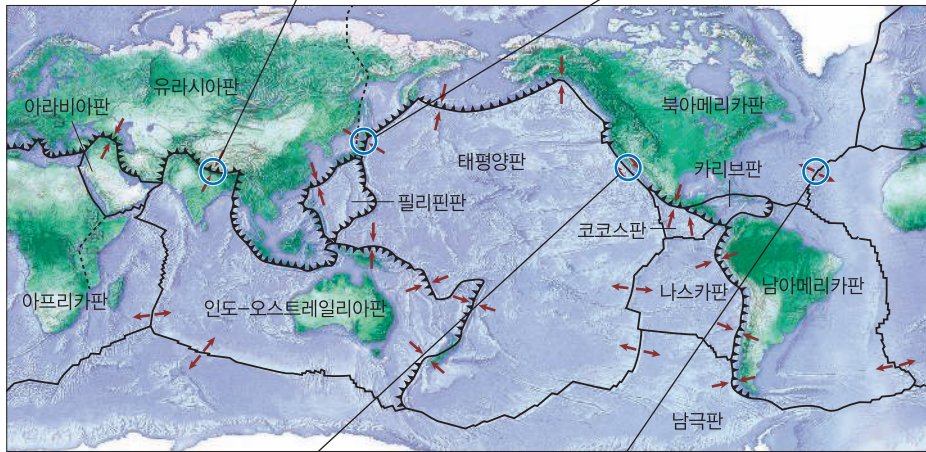 유라시아판
아라비아판
북아메리카판
태평양판
카리브판
필리핀판
코코스판
아프리카판
인도-오스트레일리아판
나스카판
남아메리카판
남극판